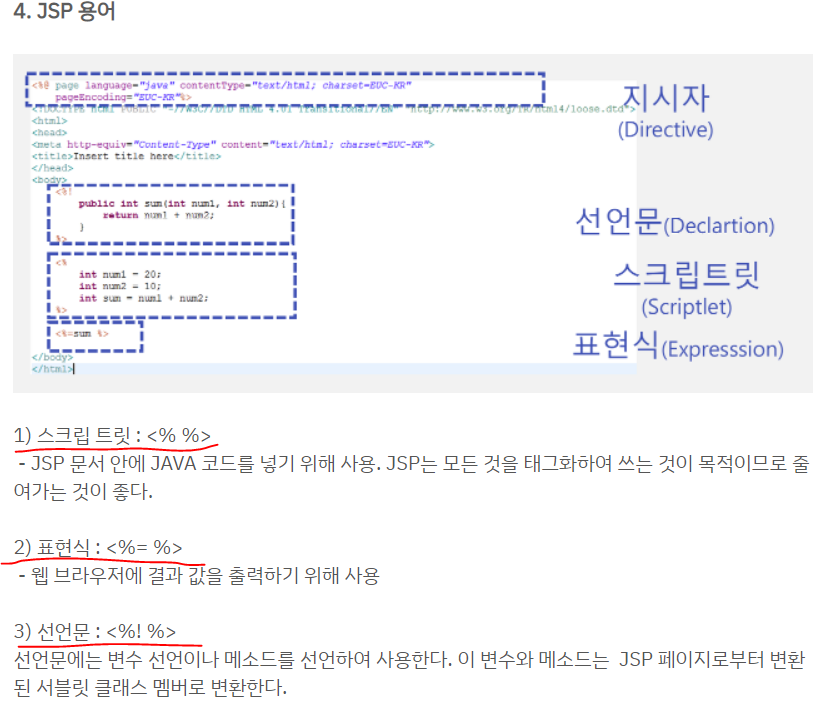 4. JSP 용어
<%@ page language="java" contentType="text/html; charset=EUC-KR"
pageEncoding="EUC-KR"%>
<!DOCTYPE html PUBLIC "-//W3C//DTD HTML 4.01 Transitional//EN" "http://www.w3.org/TR/html4/loose.dtd">
<html>
<head>
<meta http-equiv="Content-Type" content="text/html; charset=EUC-KR">
<title>Insert title here</title>
</head>
<body>
<%!
public int sum(int num1, int num2){
return num1 + num2;
}
%>
<%
int num1 = 20;
int num2 = 10;
int sum = num1 + num2;
%>
<%=sum %>
</body>
</html>
지시자
(Directive)
선언문(Declartion)
스크립트릿
(Scriptlet)
표현식(Expresssion)
1) 스크립 트릿 : <% %>
- JSP 문서 안에 JAVA 코드를 넣기 위해 사용. JSP는 모든 것을 태그화하여 쓰는 것이 목적이므로 줄
여가는 것이 좋다.
2) 표현식 : <%= %>
- 웹 브라우저에 결과 값을 출력하기 위해 사용
3) 선언문 : <%! %>
선언문에는 변수 선언이나 메소드를 선언하여 사용한다. 이 변수와 메소드는 JSP 페이지로부터 변환
된 서블릿 클래스 멤버로 변환한다.